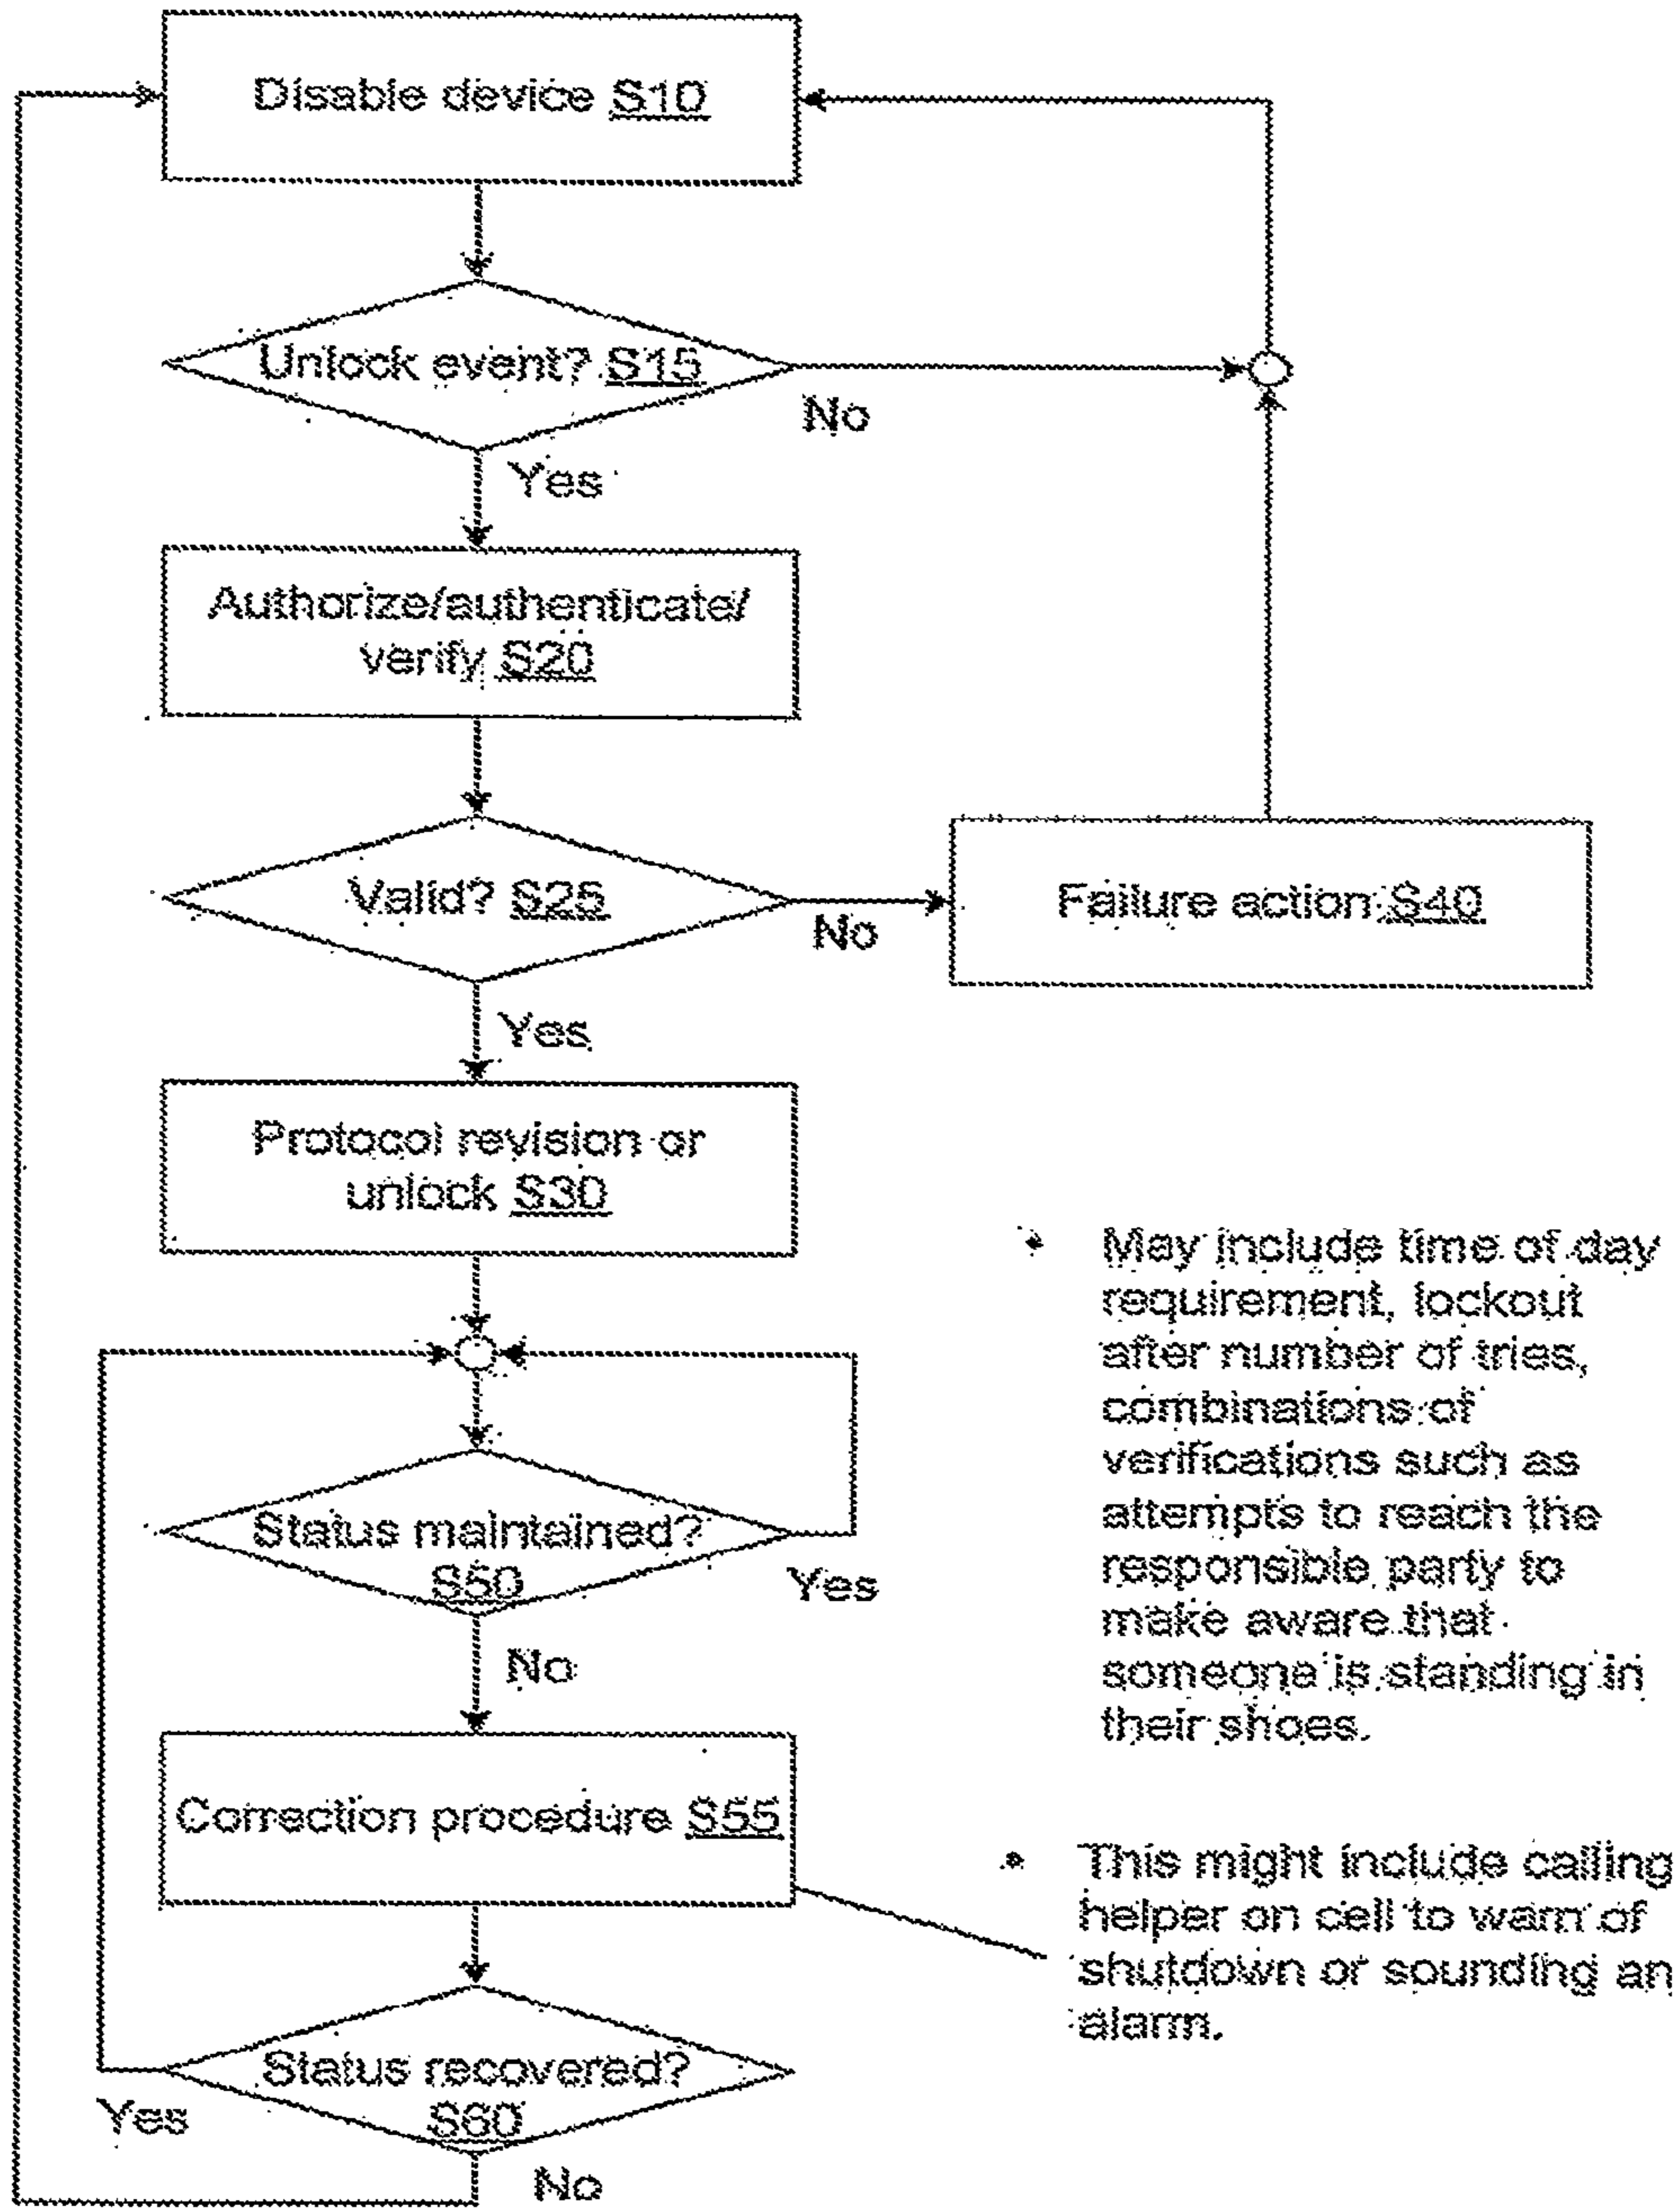 Disable device S10
Unlock event? S15
No
Yes
Authorize/authenticate/
verify S20
Valid? S25
No
Failure action S40
Yes
Protocol revision or
unlock S30
• May include time of day
requirement, lockout
after number of tries,
combinations of
verifications such as
attempts to reach the
responsible party to
make aware that
someone is standing in
their shoes.
Status maintained?
S50
Yes
No
Correction procedure S55
• This might include calling
helper on cell to warn of
shutdown or sounding an
alarm.
Status recovered?
S60
Yes
No